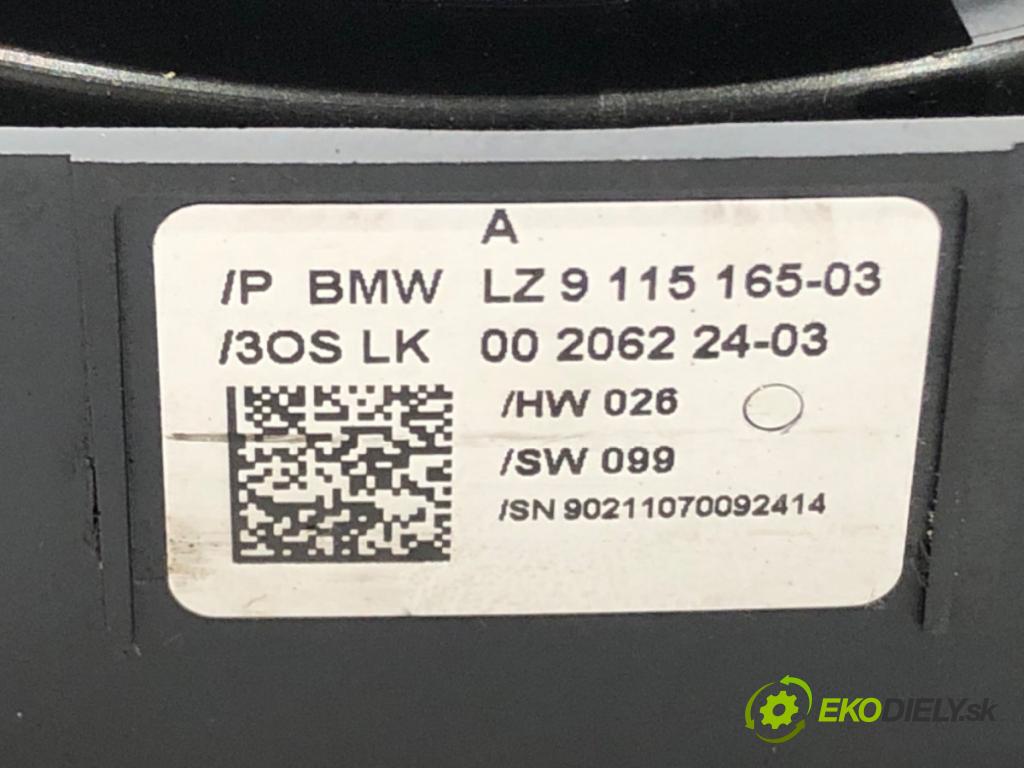 A
/P BMW LZ 9 115 165-03
/3OS LK 00 2062 24-03
/HW 026
/SW 099
/SN 90211070092414
EKODIELY.sk